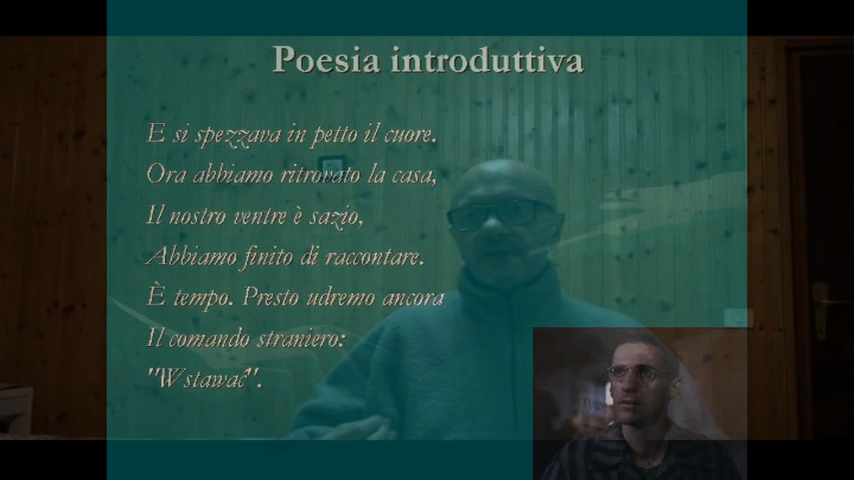 Poesia introduttiva
E si spezzava in petto il cuore.
Ora abbiamo ritrovato la casa,
Il nostro ventre è sazio,
Abbiamo finito di raccontare.
È tempo. Presto udremo ancora
Il comando straniero:
"Wstawać".